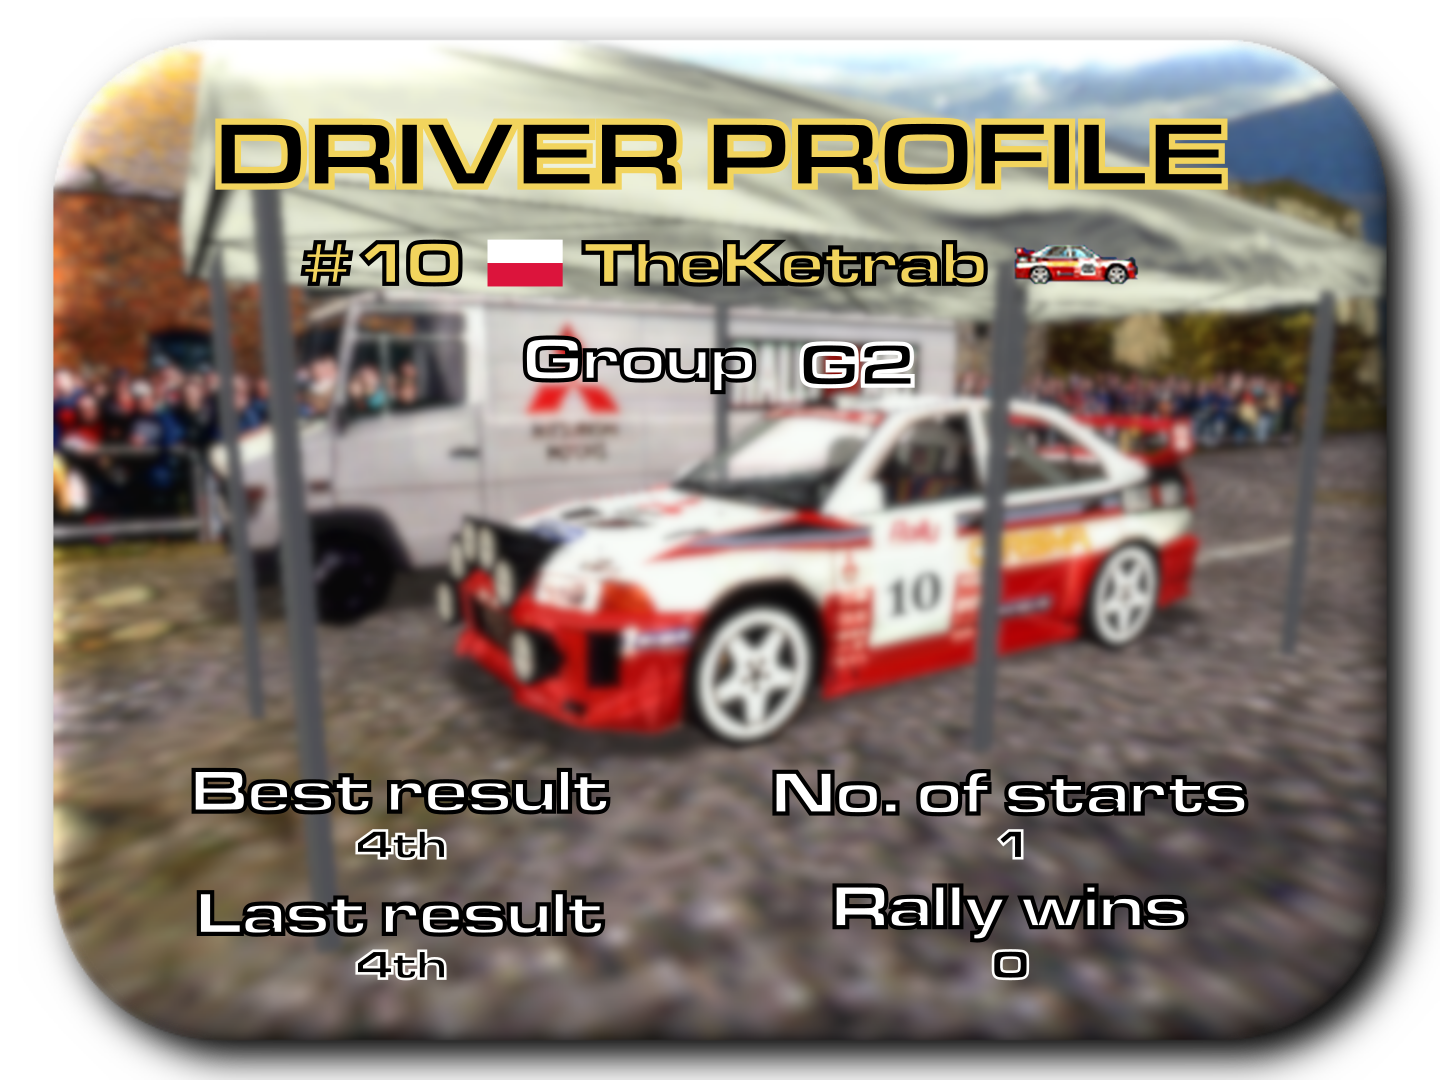 DRIVER PROFILE
#10 TheKetrab
Group G2
10
Best result
4th
No. of starts
1
Last result
4th
Rally wins
0